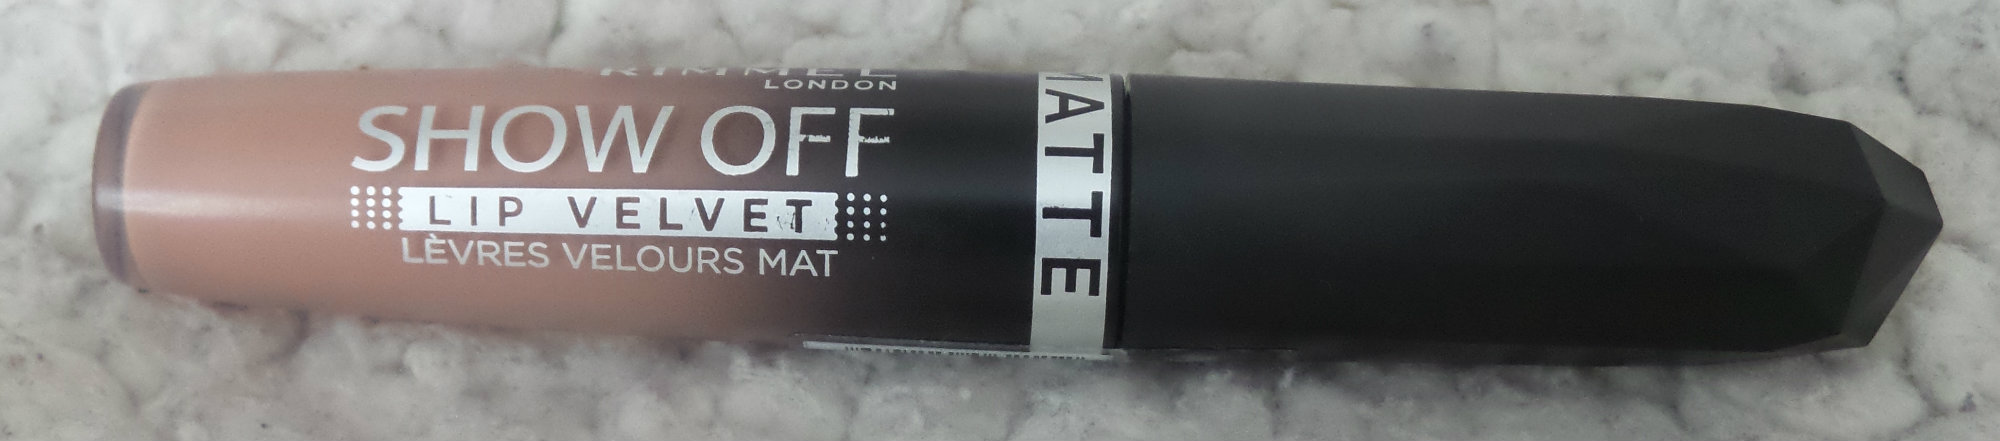 RIMMEL
LONDON
SHOW OFF
LIP VELVET
LÈVRES VELOURS MAT
MATTE